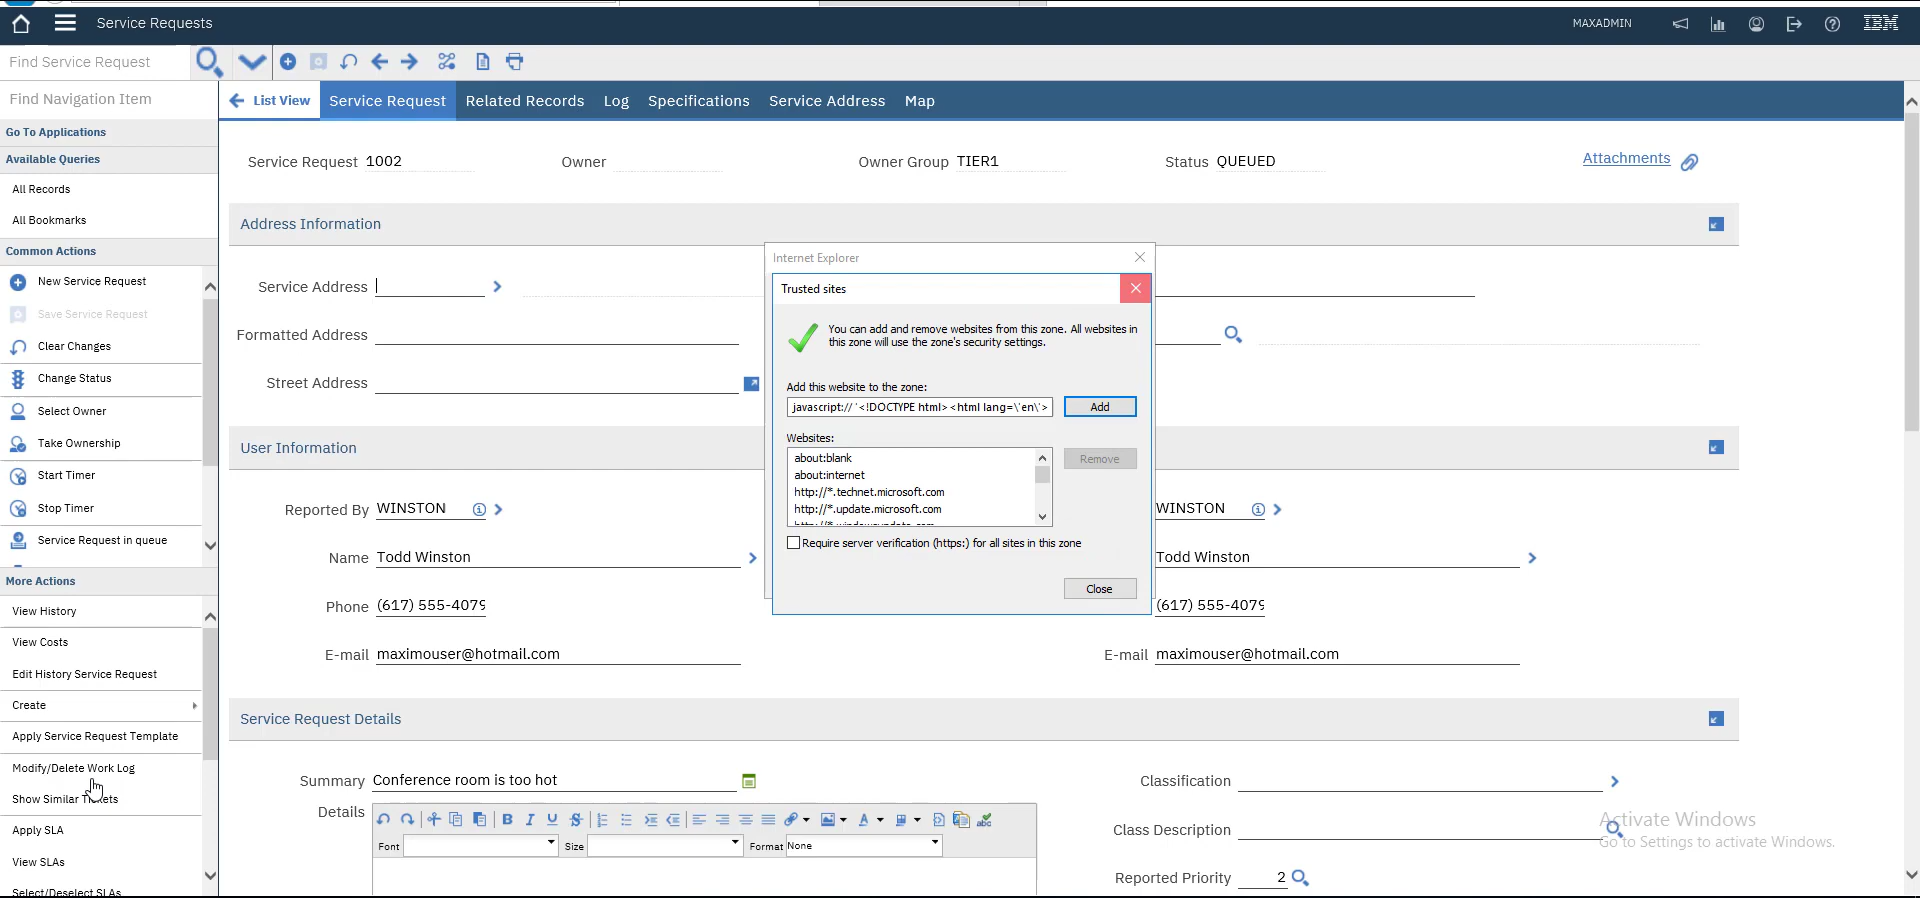 Service Requests
MAXADMIN
IBM
Find Service Request
Find Navigation Item
List View
Service Request
Related Records
Log
Specifications
Service Address
Map
Go To Applications
Available Queries
All Records
All Bookmarks
Common Actions
New Service Request
Save Service Request
Clear Changes
Change Status
Select Owner
Take Ownership
Start Timer
Stop Timer
Service Request in queue
More Actions
View History
View Costs
Edit History Service Request
Create
Apply Service Request Template
Modify/Delete Work Log
Show Similar Tickets
Apply SLA
View SLAs
Select/Deselect SLAs
Service Request 1002
Owner
Owner Group TIER1
Status QUEUED
Attachments
Address Information
Service Address
Formatted Address
Street Address
User Information
Reported By WINSTON
Name Todd Winston
Phone (617) 555-4079
E-mail maximouser@hotmail.com
WINSTON
Todd Winston
(617) 555-4079
E-mail maximouser@hotmail.com
Internet Explorer
Trusted sites
You can add and remove websites from this zone. All websites in
this zone will use the zone's security settings.
Add this website to the zone:
javascript:// '<!DOCTYPE html><html lang=\'en\'>
Add
Websites:
about:blank
about:internet
http://*.technet.microsoft.com
http://*.update.microsoft.com
http://*.windowsupdate.com
Remove
Require server verification (https:) for all sites in this zone
Close
Service Request Details
Summary Conference room is too hot
Details
B I U S
A
abc
Font
Size
Format None
Classification
Class Description
Reported Priority 2
Activate Windows
Go to Settings to activate Windows.